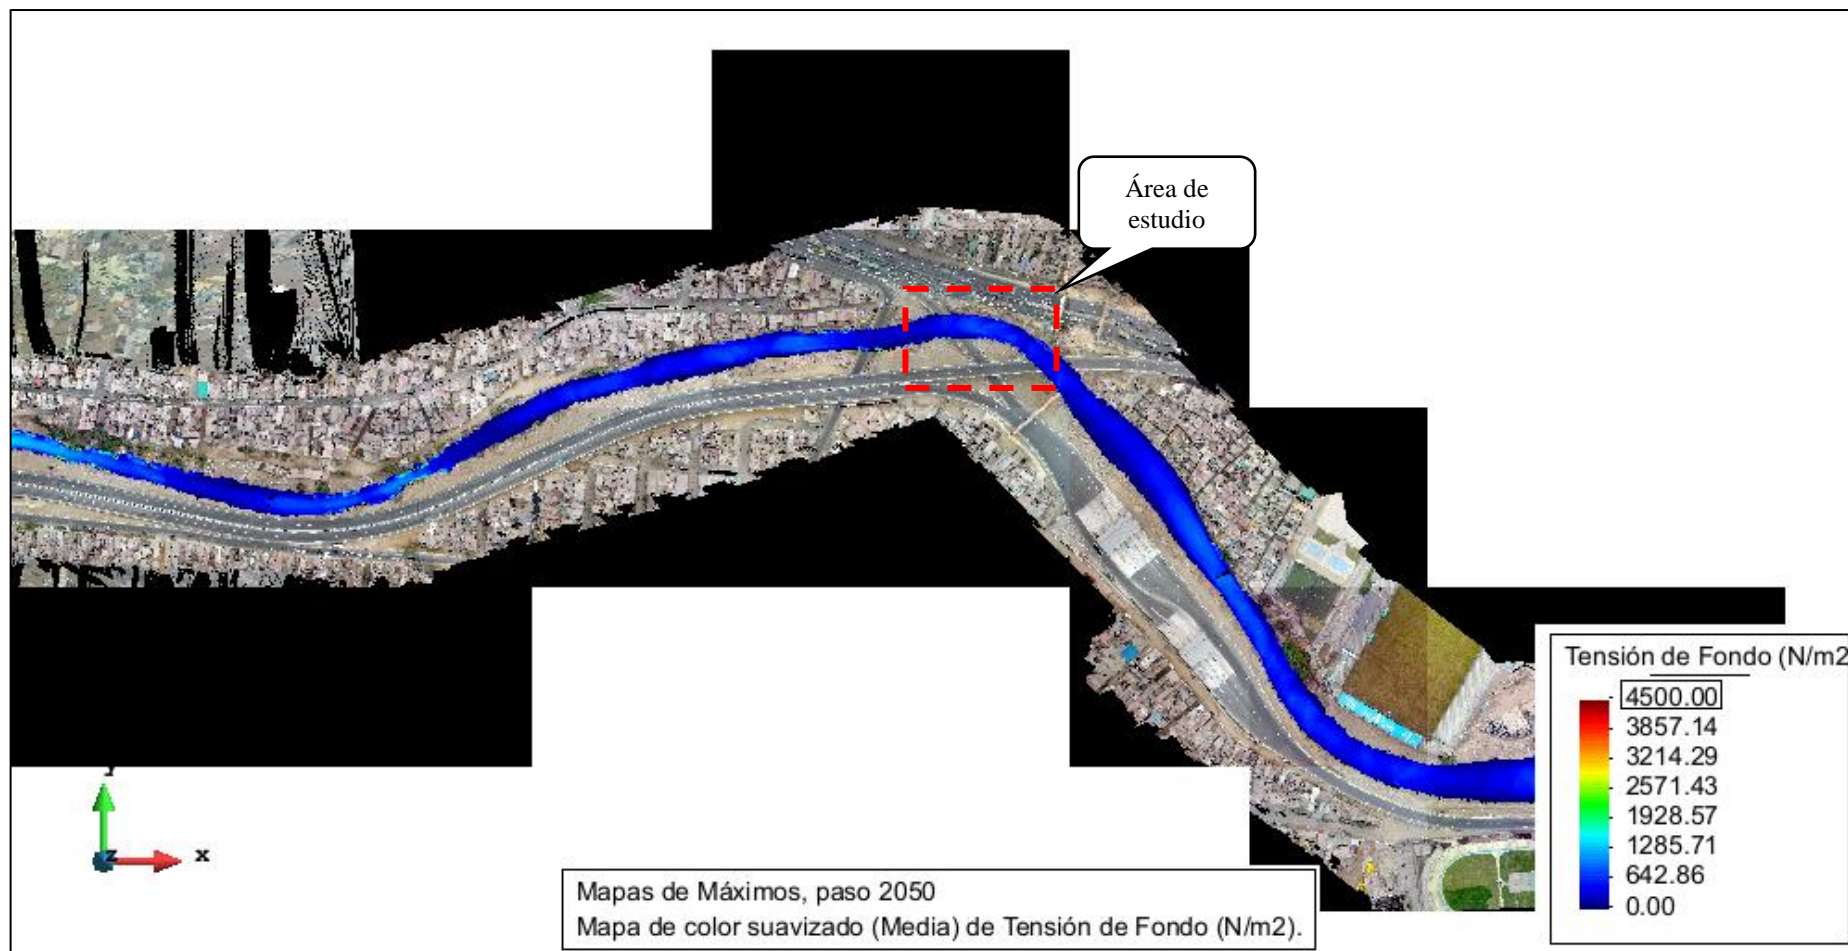 Área de
estudio
Tensión de Fondo (N/m2
4500.00
3857.14
3214.29
2571.43
1928.57
1285.71
642.86
0.00
Y
Z
x
Mapas de Máximos, paso 2050
Mapa de color suavizado (Media) de Tensión de Fondo (N/m2).